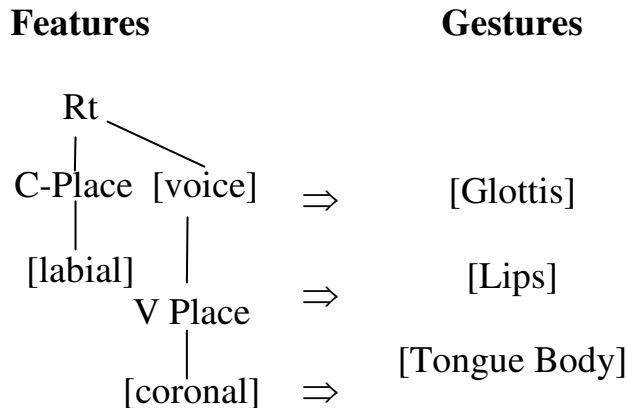 Features Gestures
Rt
C-Place [voice] ⇒ [Glottis]
[labial] ⇒ [Lips]
V Place
[coronal] ⇒ [Tongue Body]